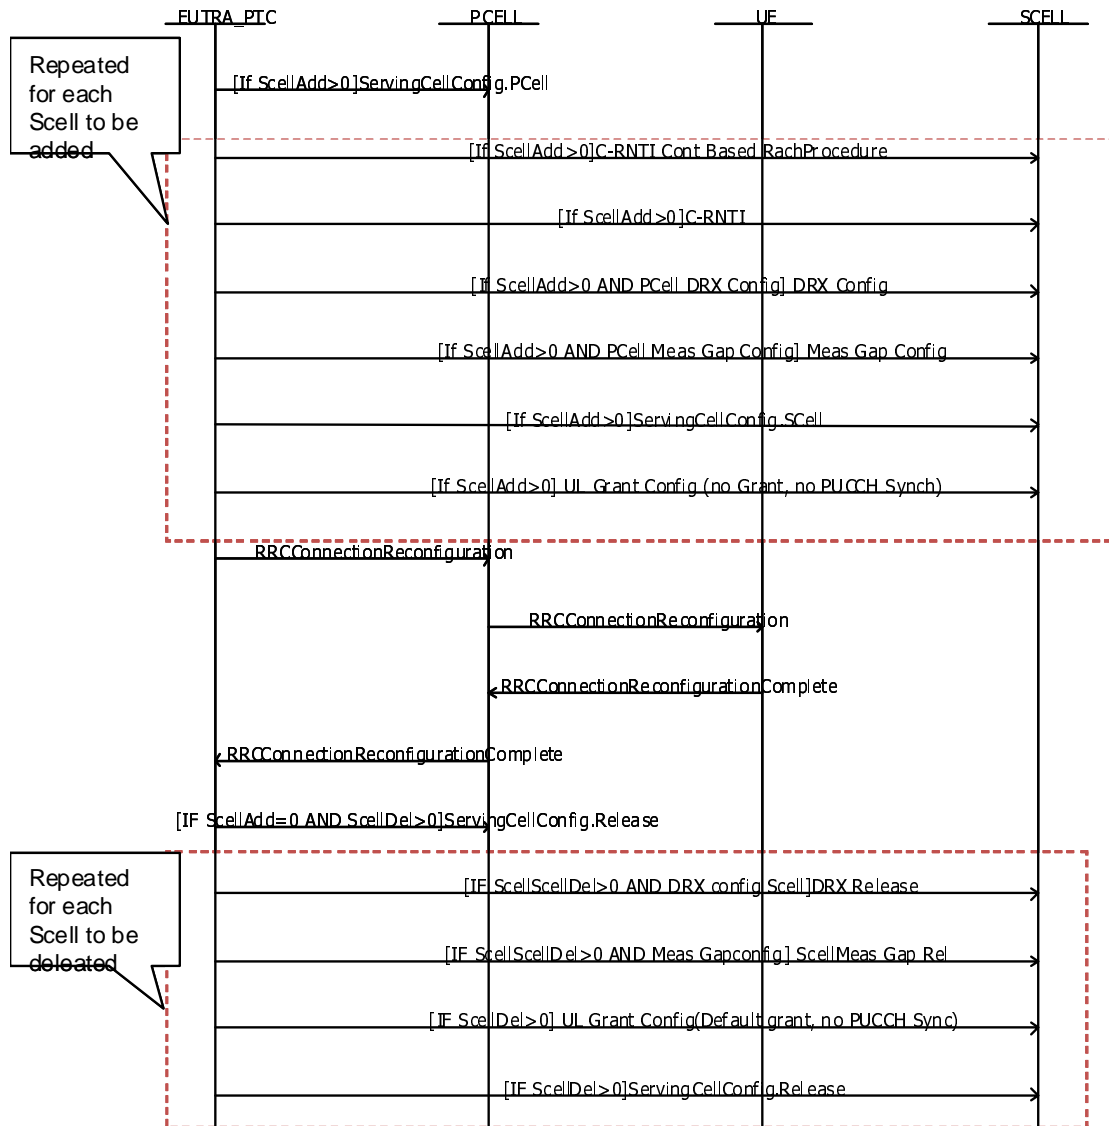 EUTRA_PTC PCELL UE SCELL
Repeated
for each
Scell to be
added
[If ScellAdd>0]ServingCellConfig.PCell
[If ScellAdd>0]C-RNTI Cont Based RachProcedure
[If ScellAdd>0]C-RNTI
[If ScellAdd>0 AND PCell DRX Config] DRX Config
[If ScellAdd>0 AND PCell Meas Gap Config] Meas Gap Config
[If ScellAdd>0]ServingCellConfig.SCell
[If ScellAdd>0] UL Grant Config (no Grant, no PUCCH Synch)
RRCConnectionReconfiguration
RRCConnectionReconfiguration
RRCConnectionReconfigurationComplete
RRCConnectionReconfigurationComplete
[IF ScellAdd=0 AND ScellDel>0]ServingCellConfig.Release
Repeated
for each
Scell to be
deleated
[IF ScellScellDel>0 AND DRX config Scell]DRX Release
[IF ScellScellDel>0 AND Meas Gapconfig] ScellMeas Gap Rel
[IF ScellDel>0] UL Grant Config(Default grant, no PUCCH Sync)
[IF ScellDel>0]ServingCellConfig.Release